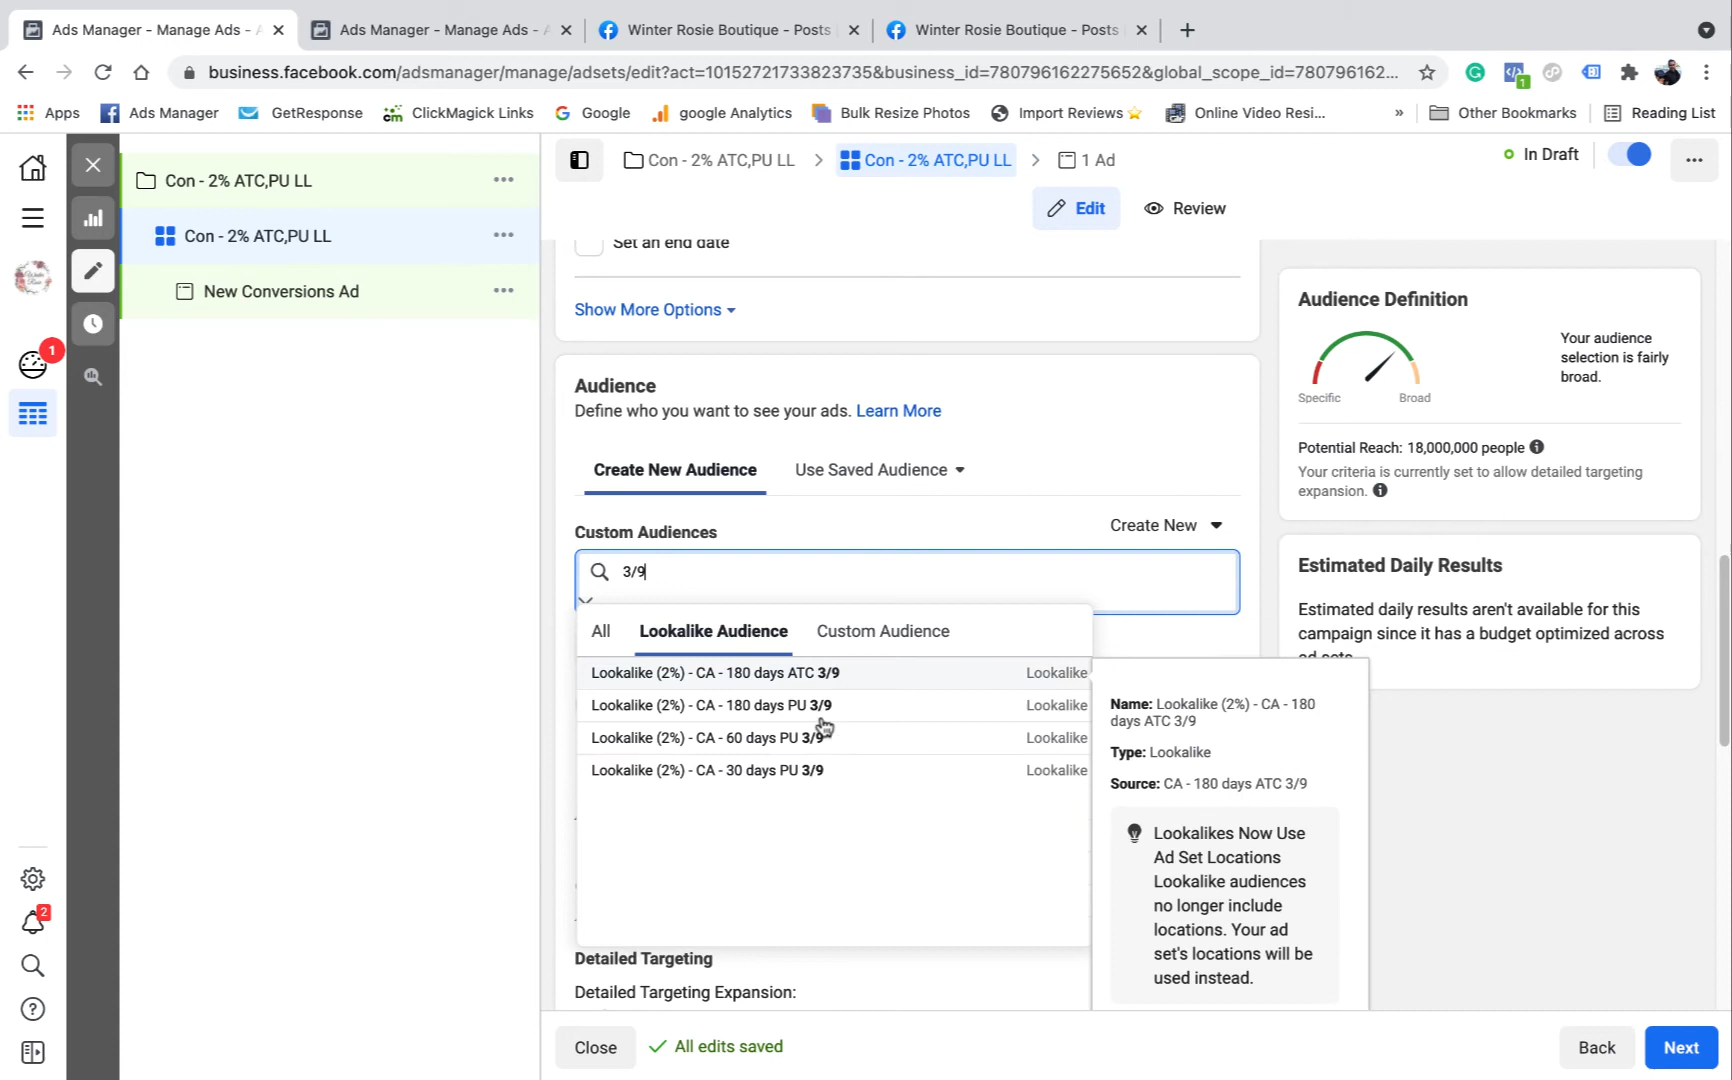 Ads Manager - Manage Ads - A
Ads Manager - Manage Ads - A
Winter Rosie Boutique - Posts
Winter Rosie Boutique - Posts
business.facebook.com/adsmanager/manage/adsets/edit?act=10152721733823735&business_id=780796162275652&global_scope_id=780796162...
1
Apps
Ads Manager
GetResponse
ClickMagick Links
Google
google Analytics
Bulk Resize Photos
Import Reviews⭐
Online Video Resi...
»
Other Bookmarks
Reading List
Con - 2% ATC,PU LL
Con - 2% ATC,PU LL
New Conversions Ad
1
2
Con - 2% ATC,PU LL
Con - 2% ATC,PU LL
1 Ad
In Draft
Edit
Review
Set an end date
Show More Options
Audience
Define who you want to see your ads. Learn More
Create New Audience
Use Saved Audience
Custom Audiences
Create New
3/9
All
Lookalike Audience
Custom Audience
Lookalike (2%) - CA - 180 days ATC 3/9 Lookalike
Lookalike (2%) - CA - 180 days PU 3/9 Lookalike
Lookalike (2%) - CA - 60 days PU 3/9 Lookalike
Lookalike (2%) - CA - 30 days PU 3/9 Lookalike
Name: Lookalike (2%) - CA - 180
days ATC 3/9
Type: Lookalike
Source: CA - 180 days ATC 3/9
Lookalikes Now Use
Ad Set Locations
Lookalike audiences
no longer include
locations. Your ad
set's locations will be
used instead.
Detailed Targeting
Detailed Targeting Expansion:
Audience Definition
Specific
Broad
Your audience
selection is fairly
broad.
Potential Reach: 18,000,000 people
Your criteria is currently set to allow detailed targeting
expansion.
Estimated Daily Results
Estimated daily results aren't available for this
campaign since it has a budget optimized across
ad sets.
Close
All edits saved
Back
Next